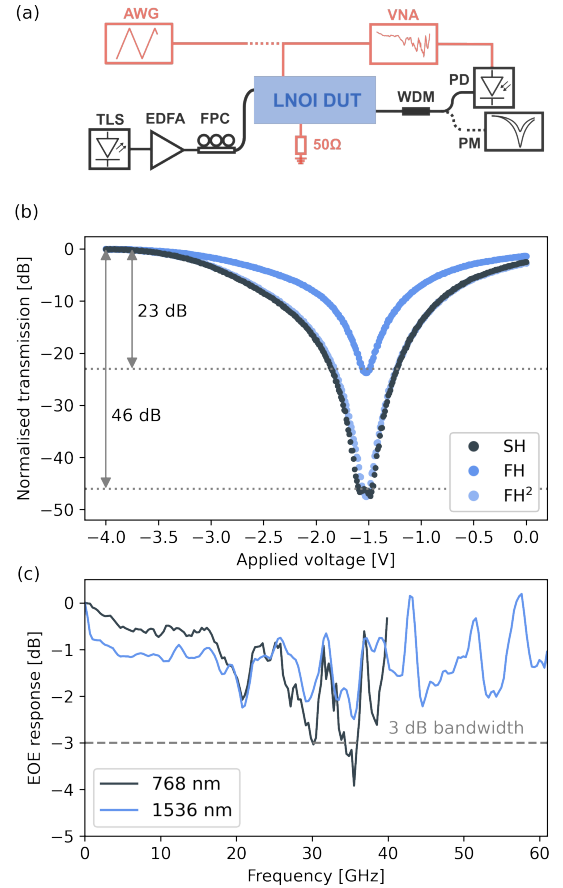 (a)
AWG
VNA
LNOI DUT
TLS
EDFA
FPC
WDM
PD
PM
50Ω
(b)
Normalised transmission [dB]
0
−10
−20
−30
−40
−50
23 dB
46 dB
SH
FH
FH²
−4.0 −3.5 −3.0 −2.5 −2.0 −1.5 −1.0 −0.5 0.0
Applied voltage [V]
(c)
EOE response [dB]
0
−1
−2
−3
−4
−5
3 dB bandwidth
768 nm
1536 nm
0 10 20 30 40 50 60
Frequency [GHz]